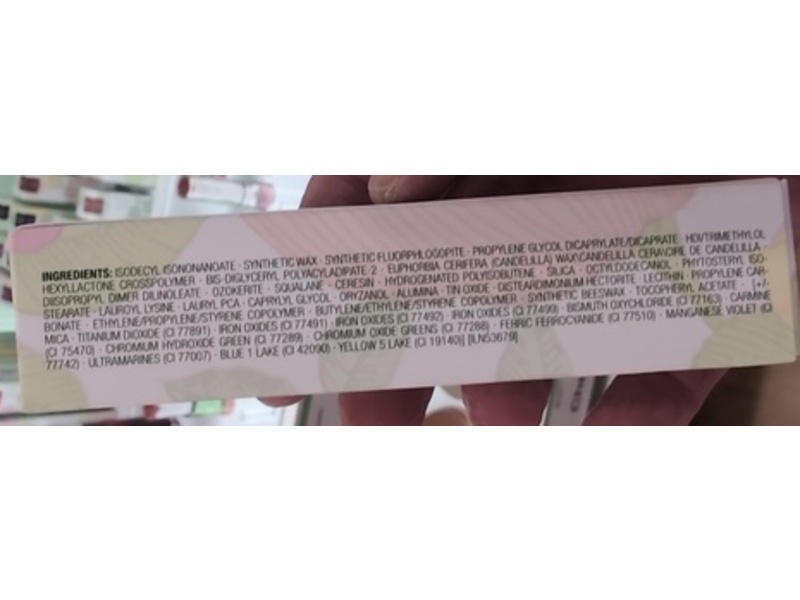 INGREDIENTS: ISODECYL ISONONANOATE · SYNTHETIC WAX · SYNTHETIC FLUORPHLOGOPITE · PROPYLENE GLYCOL DICAPRYLATE/DICAPRATE · HDI/TRIMETHYLOL
HEXYLLACTONE CROSSPOLYMER · BIS-DIGLYCERYL POLYACYLADIPATE-2 · EUPHORBIA CERIFERA (CANDELILLA) WAX\CANDELILLA CERA\CIRE DE CANDELILLA ·
DIISOPROPYL DIMER DILINOLEATE · OZOKERITE · SQUALANE · CERESIN · HYDROGENATED POLYISOBUTENE · SILICA · OCTYLDODECANOL · PHYTOSTERYL ISO-
STEARATE · LAUROYL LYSINE · LAURYL PCA · CAPRYLYL GLYCOL · ORYZANOL · ALUMINA · TIN OXIDE · DISTEARDIMONIUM HECTORITE · LECITHIN · PROPYLENE CAR-
BONATE · ETHYLENE/PROPYLENE/STYRENE COPOLYMER · BUTYLENE/ETHYLENE/STYRENE COPOLYMER · SYNTHETIC BEESWAX · TOCOPHERYL ACETATE · [+/-
MICA · TITANIUM DIOXIDE (CI 77891) · IRON OXIDES (CI 77491) · IRON OXIDES (CI 77492) · IRON OXIDES (CI 77499) · BISMUTH OXYCHLORIDE (CI 77163) · CARMINE
(CI 75470) · CHROMIUM HYDROXIDE GREEN (CI 77289) · CHROMIUM OXIDE GREENS (CI 77288) · FERRIC FERROCYANIDE (CI 77510) · MANGANESE VIOLET (CI
77742) · ULTRAMARINES (CI 77007) · BLUE 1 LAKE (CI 42090) · YELLOW 5 LAKE (CI 19140)] [ILN53679]